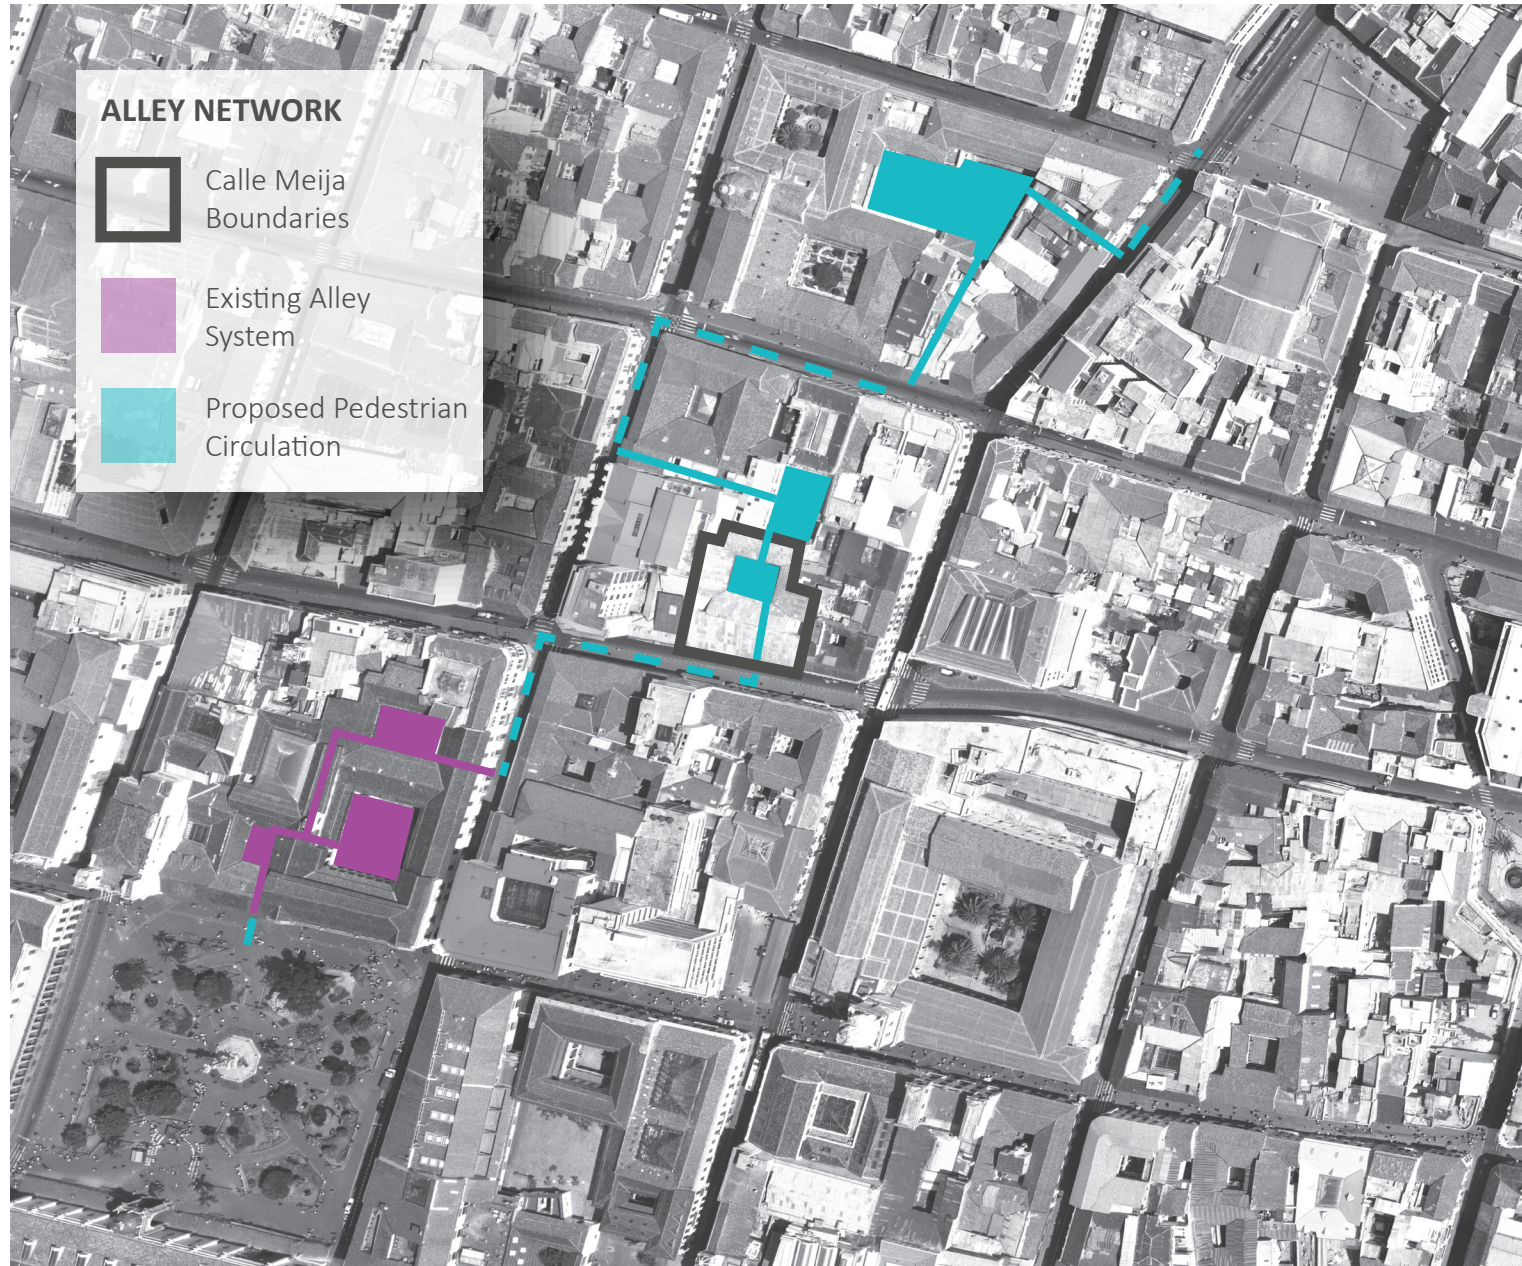 ALLEY NETWORK
Calle Meija
Boundaries
Existing Alley
System
Proposed Pedestrian
Circulation